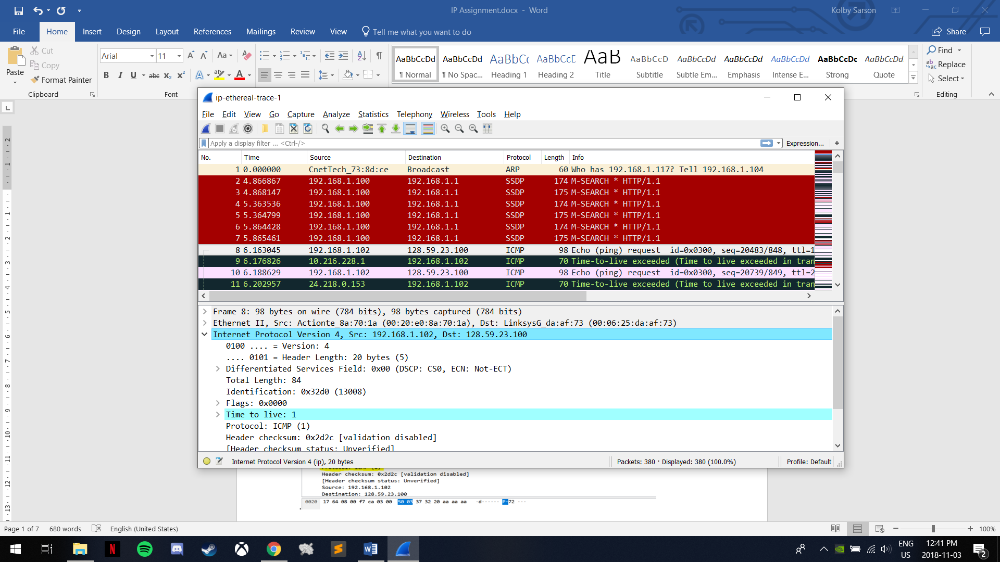 IP Assignment.docx - Word
Kolby Sarson
File Home Insert Design Layout References Mailings Review View Tell me what you want to do
Share
Paste
Cut
Copy
Format Painter
Clipboard
Arial 11
Aa
B I U abc X2 X2
Font
AaBbCcDd AaBbCcDd AaBbCc AaBbCcC AaB AaBbCcD AaBbCcDd AaBbCcDd AaBbCcDd AaBbCcDc AaBbCcDd
¶ Normal ¶ No Spac... Heading 1 Heading 2 Title Subtitle Subtle Em... Emphasis Intense E... Strong Quote
Find
Replace
Select
Editing
ip-ethereal-trace-1
File Edit View Go Capture Analyze Statistics Telephony Wireless Tools Help
Apply a display filter ... <Ctrl-/>
Expression... +
No. Time Source Destination Protocol Length Info
1 0.000000 CnetTech_73:8d:ce Broadcast ARP 60 Who has 192.168.1.117? Tell 192.168.1.104
2 4.866867 192.168.1.100 192.168.1.1 SSDP 174 M-SEARCH * HTTP/1.1
3 4.868147 192.168.1.100 192.168.1.1 SSDP 175 M-SEARCH * HTTP/1.1
4 5.363536 192.168.1.100 192.168.1.1 SSDP 174 M-SEARCH * HTTP/1.1
5 5.364799 192.168.1.100 192.168.1.1 SSDP 175 M-SEARCH * HTTP/1.1
6 5.864428 192.168.1.100 192.168.1.1 SSDP 174 M-SEARCH * HTTP/1.1
7 5.865461 192.168.1.100 192.168.1.1 SSDP 175 M-SEARCH * HTTP/1.1
8 6.163045 192.168.1.102 128.59.23.100 ICMP 98 Echo (ping) request id=0x0300, seq=20483/848, ttl=1
9 6.176826 10.216.228.1 192.168.1.102 ICMP 70 Time-to-live exceeded (Time to live exceeded in tran
10 6.188629 192.168.1.102 128.59.23.100 ICMP 98 Echo (ping) request id=0x0300, seq=20739/849, ttl=2
11 6.202957 24.218.0.153 192.168.1.102 ICMP 70 Time-to-live exceeded (Time to live exceeded in tran
Frame 8: 98 bytes on wire (784 bits), 98 bytes captured (784 bits)
Ethernet II, Src: Actionte_8a:70:1a (00:20:e0:8a:70:1a), Dst: LinksysG_da:af:73 (00:06:25:da:af:73)
Internet Protocol Version 4, Src: 192.168.1.102, Dst: 128.59.23.100
0100 .... = Version: 4
.... 0101 = Header Length: 20 bytes (5)
Differentiated Services Field: 0x00 (DSCP: CS0, ECN: Not-ECT)
Total Length: 84
Identification: 0x32d0 (13008)
Flags: 0x0000
Time to live: 1
Protocol: ICMP (1)
Header checksum: 0x2d2c [validation disabled]
[Header checksum status: Unverified]
Internet Protocol Version 4 (ip), 20 bytes
Packets: 380 · Displayed: 380 (100.0%)
Profile: Default
Header checksum: 0x2d2c [validation disabled]
[Header checksum status: Unverified]
Source: 192.168.1.102
Destination: 128.59.23.100
0020 17 64 08 00 f7 ca 03 00 50 03 37 32 20 aa aa aa ·d······ P·72 ···
Page 1 of 7 680 words English (United States)
100%
ENG
US
12:41 PM
2018-11-03
2